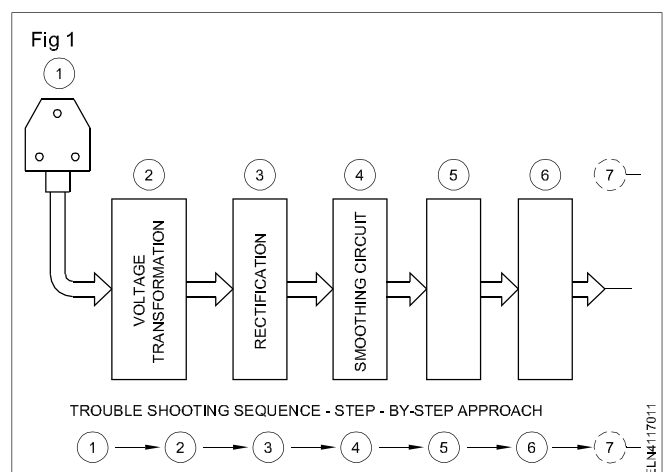 Fig 1
1
2 3 4 5 6 7
VOLTAGE
TRANSFORMATION
RECTIFICATION
SMOOTHING CIRCUIT
TROUBLE SHOOTING SEQUENCE - STEP - BY-STEP APPROACH
1 2 3 4 5 6 7
ELN4117011